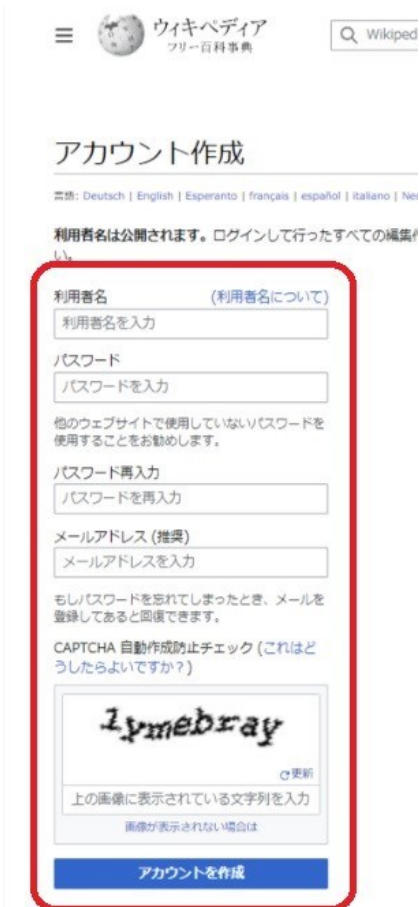 ウィキペディア
フリー百科事典
Wikiped
アカウント作成
言語: Deutsch | English | Esperanto | français | español | italiano | Ne
利用者名は公開されます。ログインして行ったすべての編集
い。
利用者名 (利用者名について)
利用者名を入力
パスワード
パスワードを入力
他のウェブサイトで使用していないパスワードを
使用することをお勧めします。
パスワード再入力
パスワードを再入力
メールアドレス (推奨)
メールアドレスを入力
もしパスワードを忘れてしまったとき、メールを
登録してあると回復できます。
CAPTCHA 自動作成防止チェック (これはど
うしたらよいですか?)
lymebray
更新
上の画像に表示されている文字列を入力
画像が表示されない場合は
アカウントを作成